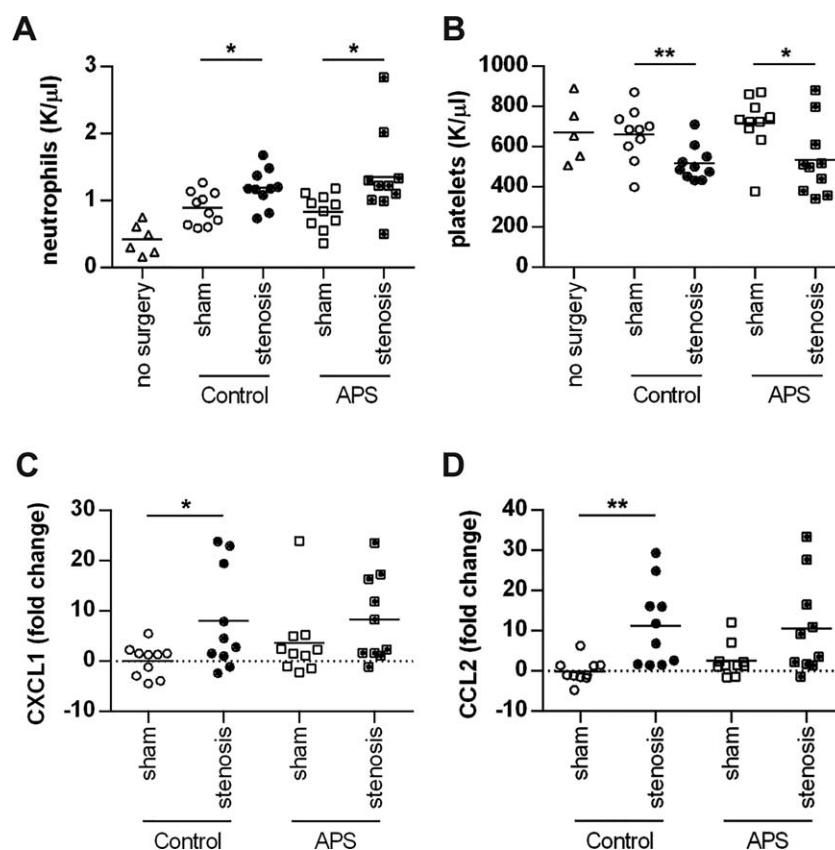 A
neutrophils (K/µl)
3
2
1
0
* *
no surgery
sham
stenosis
sham
stenosis
Control APS
B
platelets (K/µl)
1000
800
600
400
200
0
** *
no surgery
sham
stenosis
sham
stenosis
Control APS
C
CXCL1 (fold change)
30
20
10
0
-10
*
sham
stenosis
sham
stenosis
Control APS
D
CCL2 (fold change)
40
30
20
10
0
-10
**
sham
stenosis
sham
stenosis
Control APS